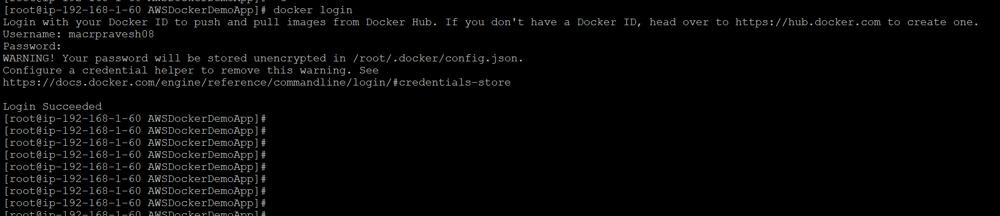 [root@ip-192-168-1-60 AWSDockerDemoApp]# docker login
Login with your Docker ID to push and pull images from Docker Hub. If you don't have a Docker ID, head over to https://hub.docker.com to create one.
Username: macrpravesh08
Password:
WARNING! Your password will be stored unencrypted in /root/.docker/config.json.
Configure a credential helper to remove this warning. See
https://docs.docker.com/engine/reference/commandline/login/#credentials-store
Login Succeeded
[root@ip-192-168-1-60 AWSDockerDemoApp]#
[root@ip-192-168-1-60 AWSDockerDemoApp]#
[root@ip-192-168-1-60 AWSDockerDemoApp]#
[root@ip-192-168-1-60 AWSDockerDemoApp]#
[root@ip-192-168-1-60 AWSDockerDemoApp]#
[root@ip-192-168-1-60 AWSDockerDemoApp]#
[root@ip-192-168-1-60 AWSDockerDemoApp]#
[root@ip-192-168-1-60 AWSDockerDemoApp]#
[root@ip-192-168-1-60 AWSDockerDemoApp]#